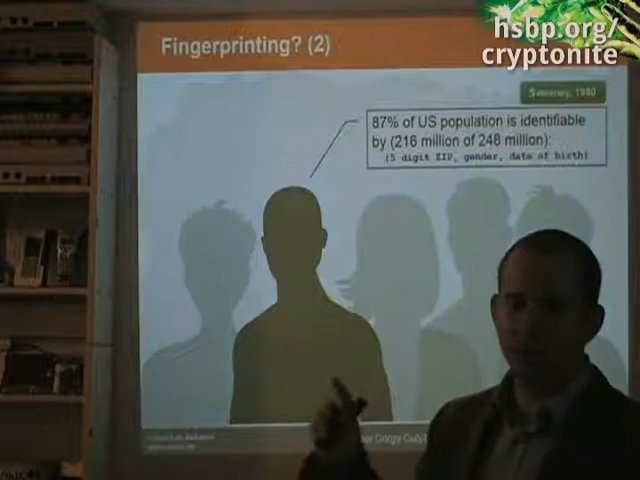 hsbp.org/
cryptonite
Fingerprinting? (2)
Sweeney, 1990
87% of US population is identifiable
by (216 million of 248 million):
(5 digit ZIP, gender, date of birth)